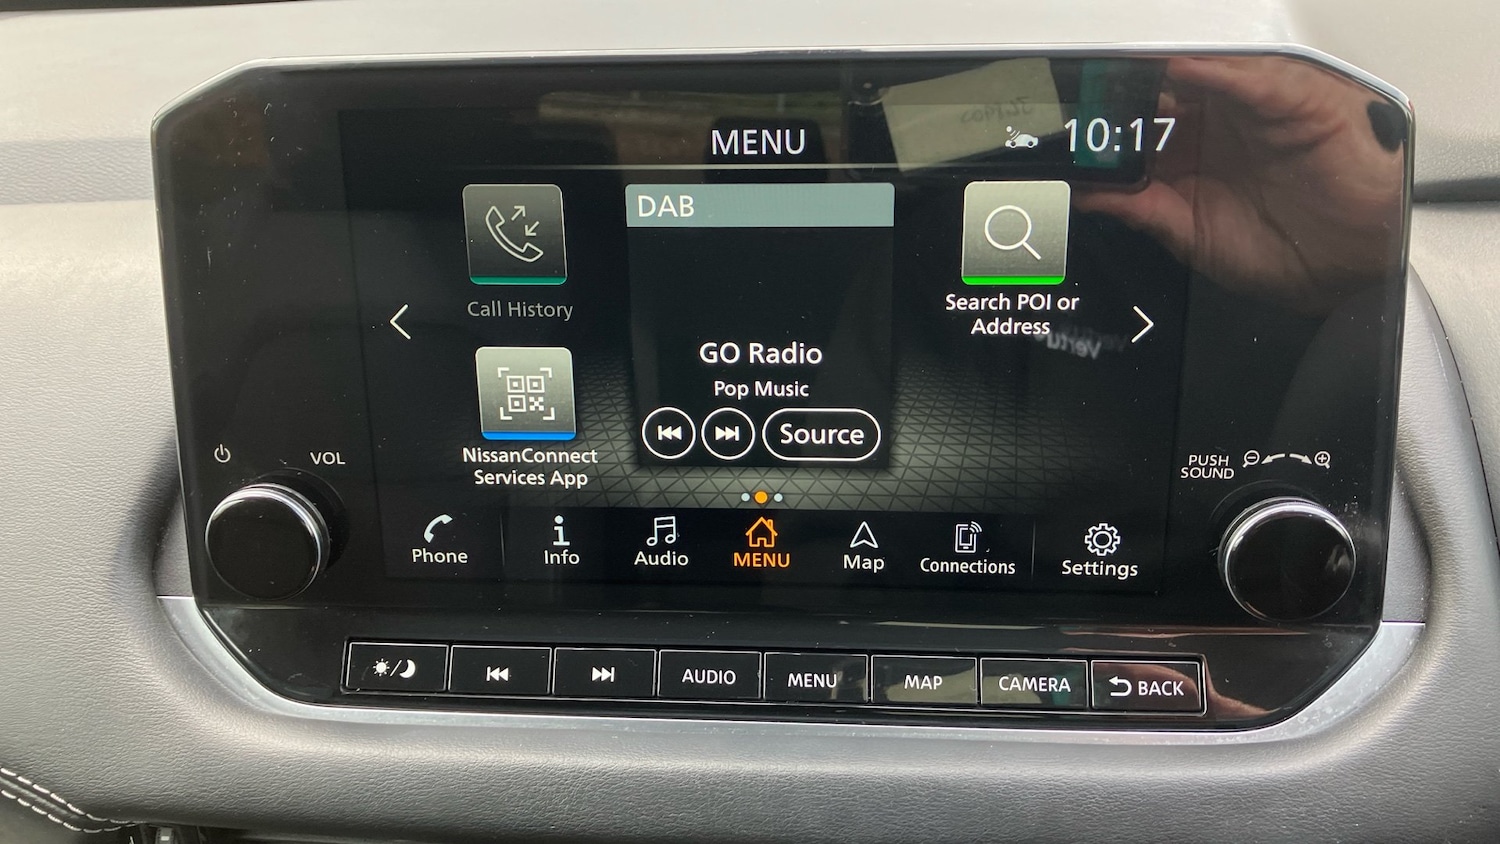 MENU
10:17
DAB
Call History
Search POI or
Address
GO Radio
Pop Music
Source
NissanConnect
Services App
VOL
PUSH
SOUND
Phone
Info
Audio
MENU
Map
Connections
Settings
AUDIO
MENU
MAP
CAMERA
BACK